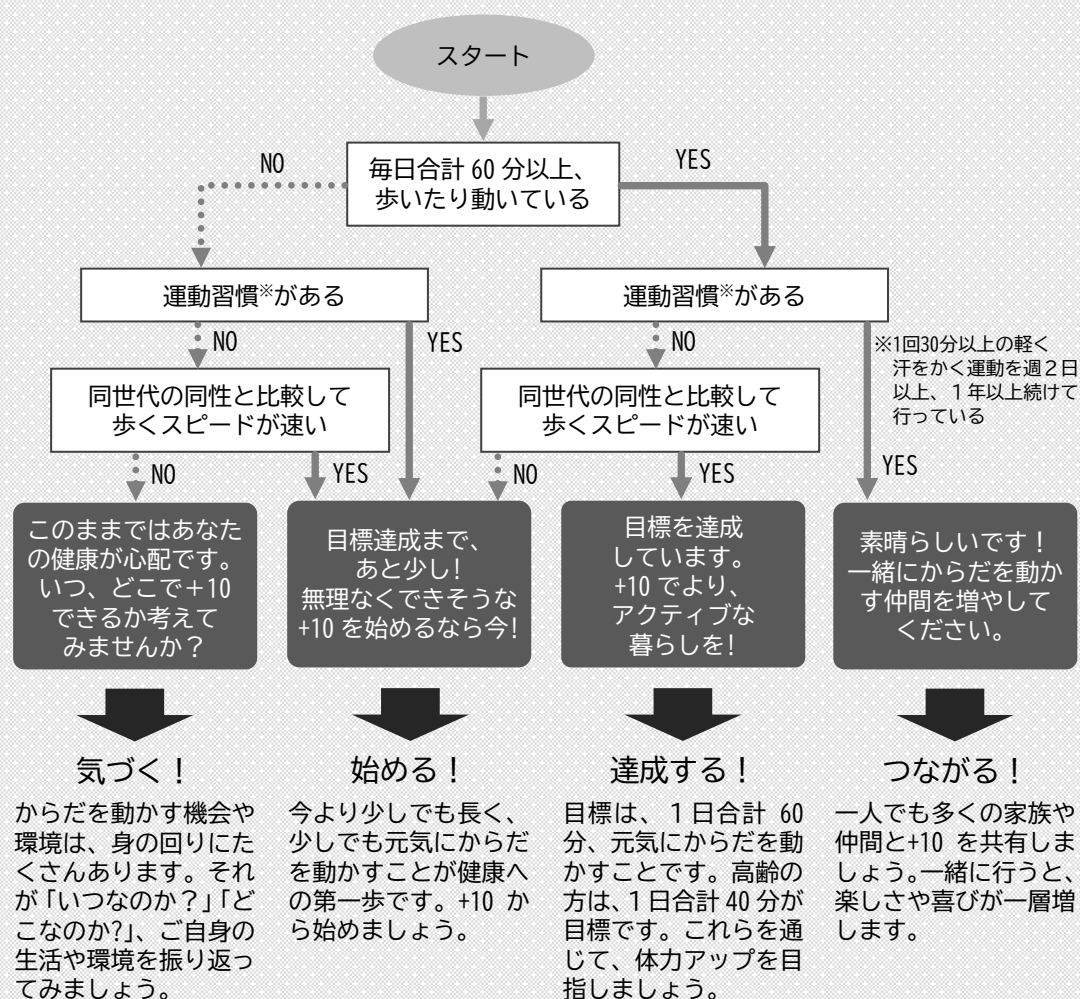 スタート
NO
毎日合計 60 分以上、
歩いたり動いている
YES
運動習慣※がある
運動習慣※がある
NO
YES
NO
※1回30分以上の軽く
汗をかく運動を週２日
以上、１年以上続けて
行っている
同世代の同性と比較して
歩くスピードが速い
同世代の同性と比較して
歩くスピードが速い
NO
YES
NO
YES
YES
このままではあなた
の健康が心配です。
いつ、どこで＋10
できるか考えて
みませんか？
目標達成まで、
あと少し!
無理なくできそうな
+10 を始めるなら今!
目標を達成
しています。
+10 でより、
アクティブな
暮らしを!
素晴らしいです！
一緒にからだを動か
す仲間を増やして
ください。
気づく！
からだを動かす機会や
環境は、身の回りにた
くさんあります。それ
が「いつなのか？」「ど
こなのか?」、ご自身の
生活や環境を振り返っ
てみましょう。
始める！
今より少しでも長く、
少しでも元気にからだ
を動かすことが健康へ
の第一歩です。+10 か
ら始めましょう。
達成する！
目標は、１日合計 60
分、元気にからだを動
かすことです。高齢の
方は、１日合計 40 分が
目標です。これらを通
じて、体力アップを目
指しましょう。
つながる！
一人でも多くの家族や
仲間と+10 を共有しま
しょう。一緒に行うと、
楽しさや喜びが一層増
します。